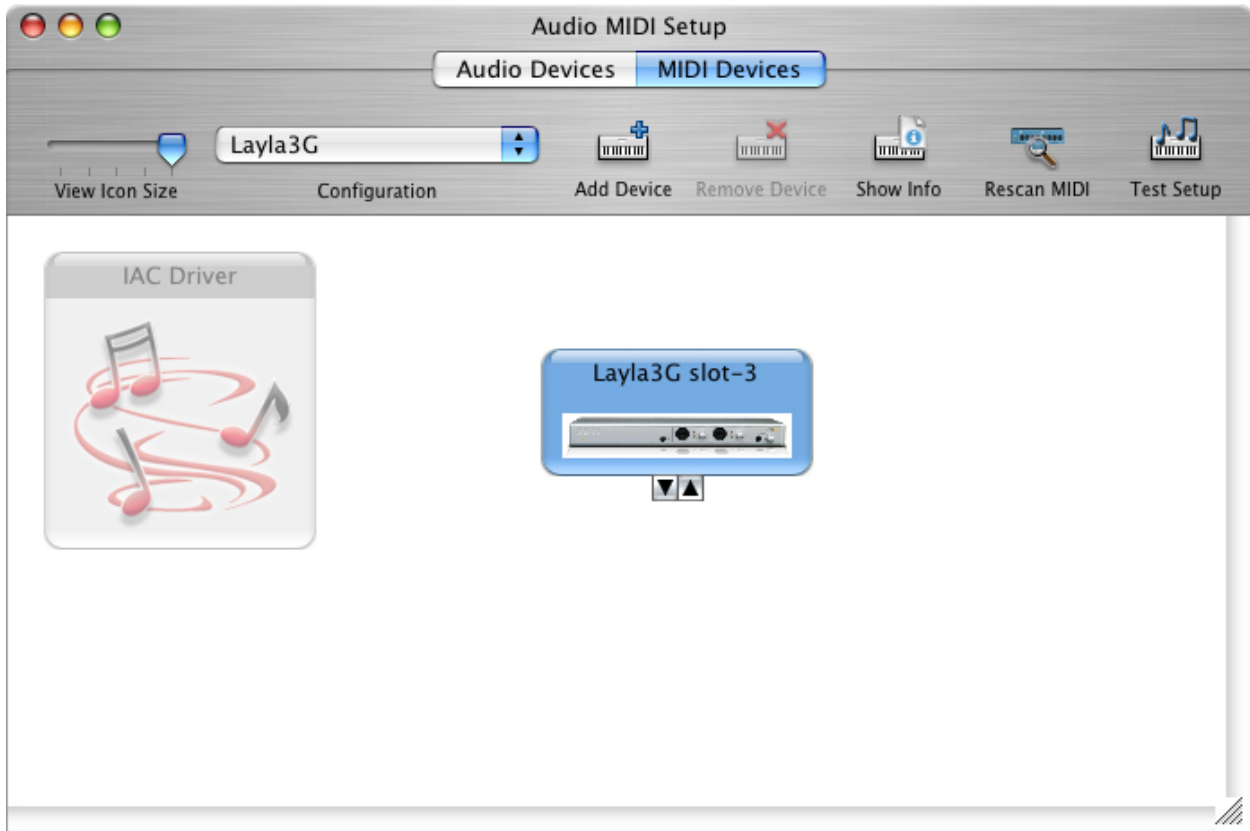 Audio MIDI Setup
Audio Devices MIDI Devices
Layla3G
View Icon Size Configuration Add Device Remove Device Show Info Rescan MIDI Test Setup
IAC Driver
Layla3G slot-3